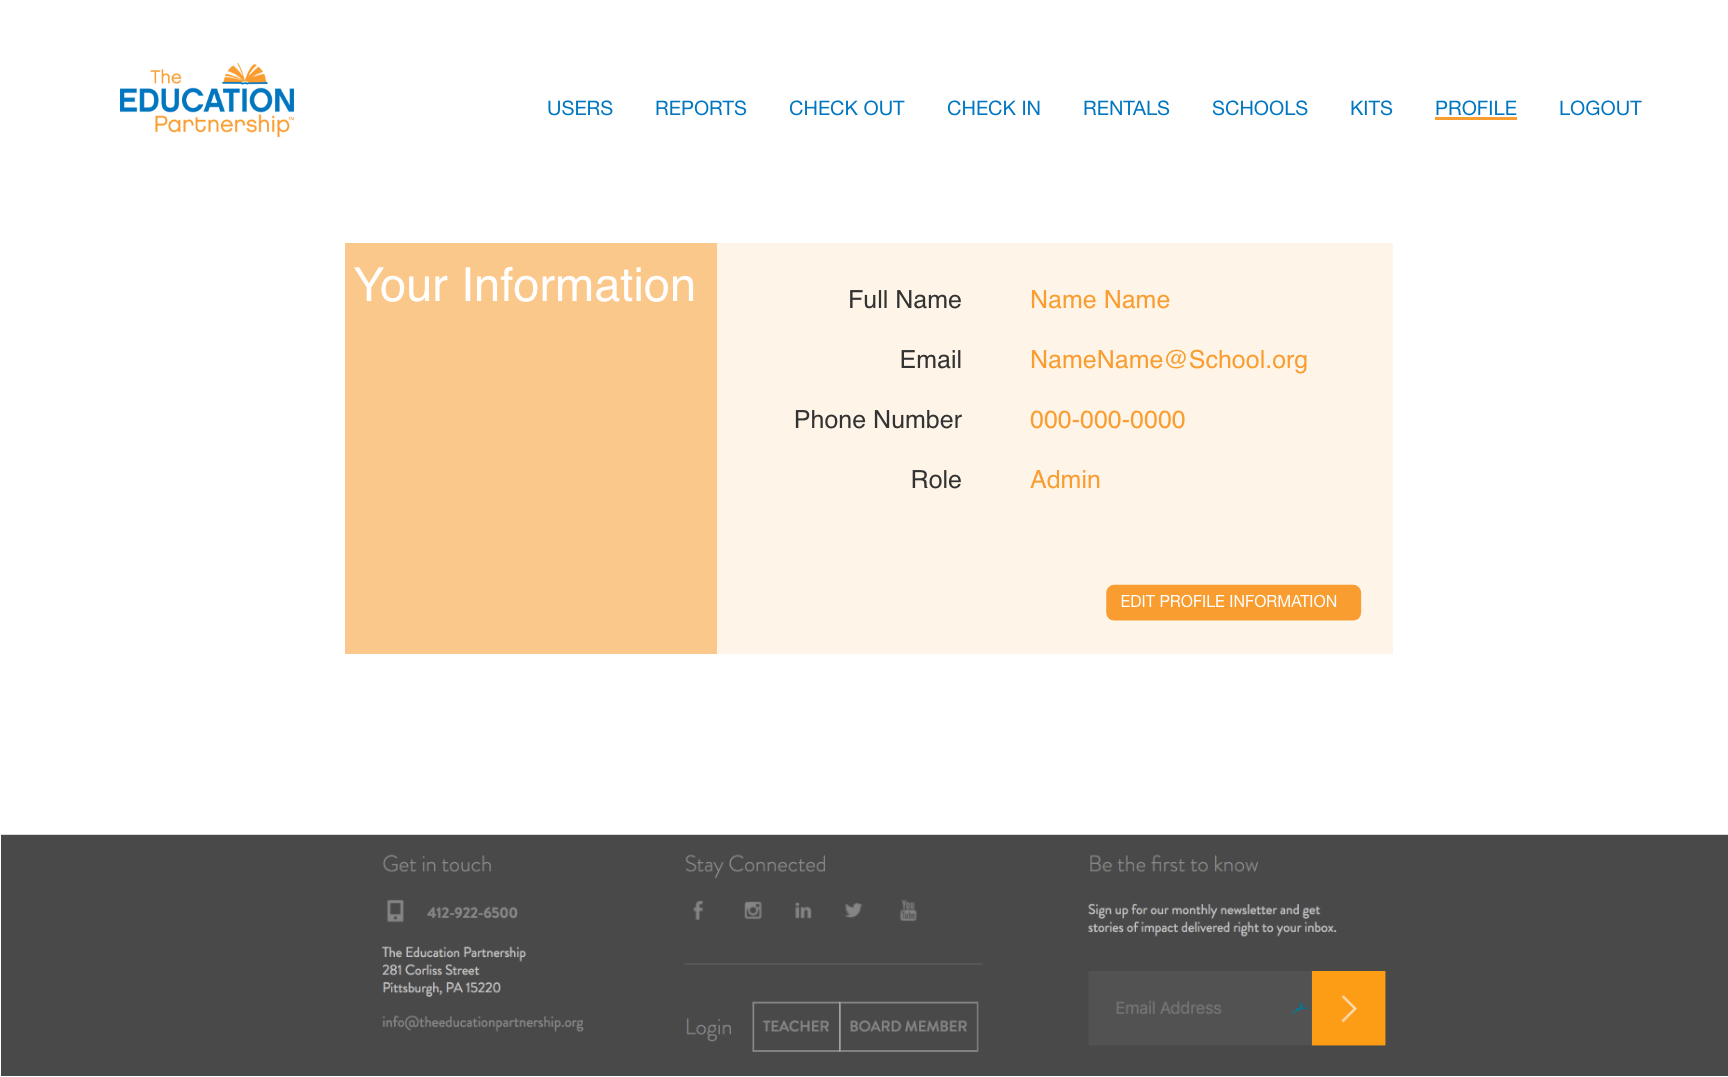 The
EDUCATION
Partnership™
USERS REPORTS CHECK OUT CHECK IN RENTALS SCHOOLS KITS PROFILE LOGOUT
Your Information
Full Name Name Name
Email NameName@School.org
Phone Number 000-000-0000
Role Admin
EDIT PROFILE INFORMATION
Get in touch
412-922-6500
The Education Partnership
281 Corliss Street
Pittsburgh, PA 15220
info@theeducationpartnership.org
Stay Connected
You
Tube
Login TEACHER BOARD MEMBER
Be the first to know
Sign up for our monthly newsletter and get
stories of impact delivered right to your inbox.
Email Address